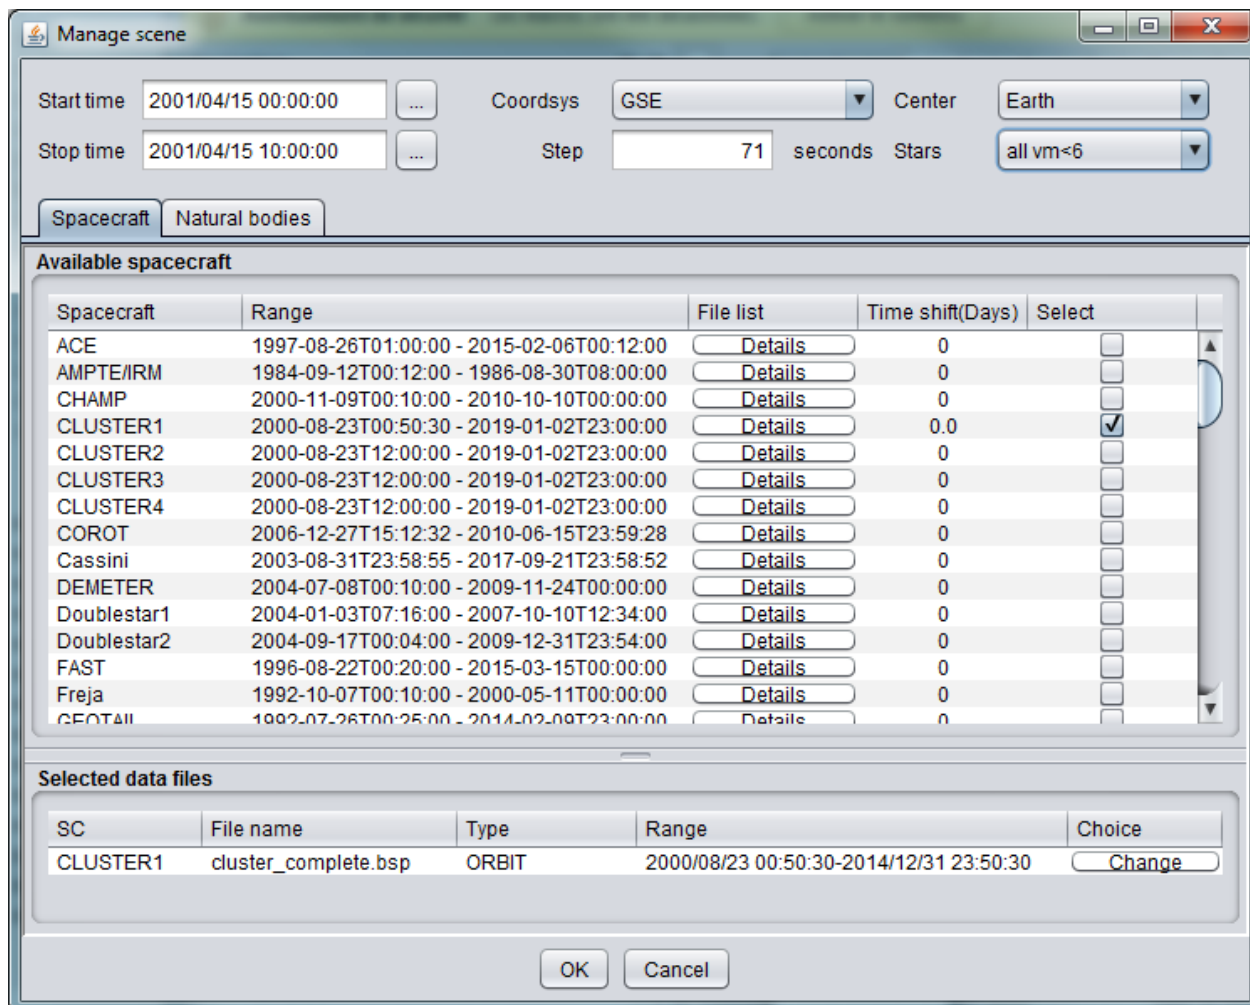 Manage scene
Start time 2001/04/15 00:00:00 ... Coordsys GSE Center Earth
Stop time 2001/04/15 10:00:00 ... Step 71 seconds Stars all vm<6
Spacecraft Natural bodies
Available spacecraft
Spacecraft Range File list Time shift(Days) Select
ACE 1997-08-26T01:00:00 - 2015-02-06T00:12:00 Details 0
AMPTE/IRM 1984-09-12T00:12:00 - 1986-08-30T08:00:00 Details 0
CHAMP 2000-11-09T00:10:00 - 2010-10-10T00:00:00 Details 0
CLUSTER1 2000-08-23T00:50:30 - 2019-01-02T23:00:00 Details 0.0
CLUSTER2 2000-08-23T12:00:00 - 2019-01-02T23:00:00 Details 0
CLUSTER3 2000-08-23T12:00:00 - 2019-01-02T23:00:00 Details 0
CLUSTER4 2000-08-23T12:00:00 - 2019-01-02T23:00:00 Details 0
COROT 2006-12-27T15:12:32 - 2010-06-15T23:59:28 Details 0
Cassini 2003-08-31T23:58:55 - 2017-09-21T23:58:52 Details 0
DEMETER 2004-07-08T00:10:00 - 2009-11-24T00:00:00 Details 0
Doublestar1 2004-01-03T07:16:00 - 2007-10-10T12:34:00 Details 0
Doublestar2 2004-09-17T00:04:00 - 2009-12-31T23:54:00 Details 0
FAST 1996-08-22T00:20:00 - 2015-03-15T00:00:00 Details 0
Freja 1992-10-07T00:10:00 - 2000-05-11T00:00:00 Details 0
GEOTAIL 1992-07-26T00:25:00 - 2014-02-09T23:00:00 Details 0
Selected data files
SC File name Type Range Choice
CLUSTER1 cluster_complete.bsp ORBIT 2000/08/23 00:50:30-2014/12/31 23:50:30 Change
OK Cancel